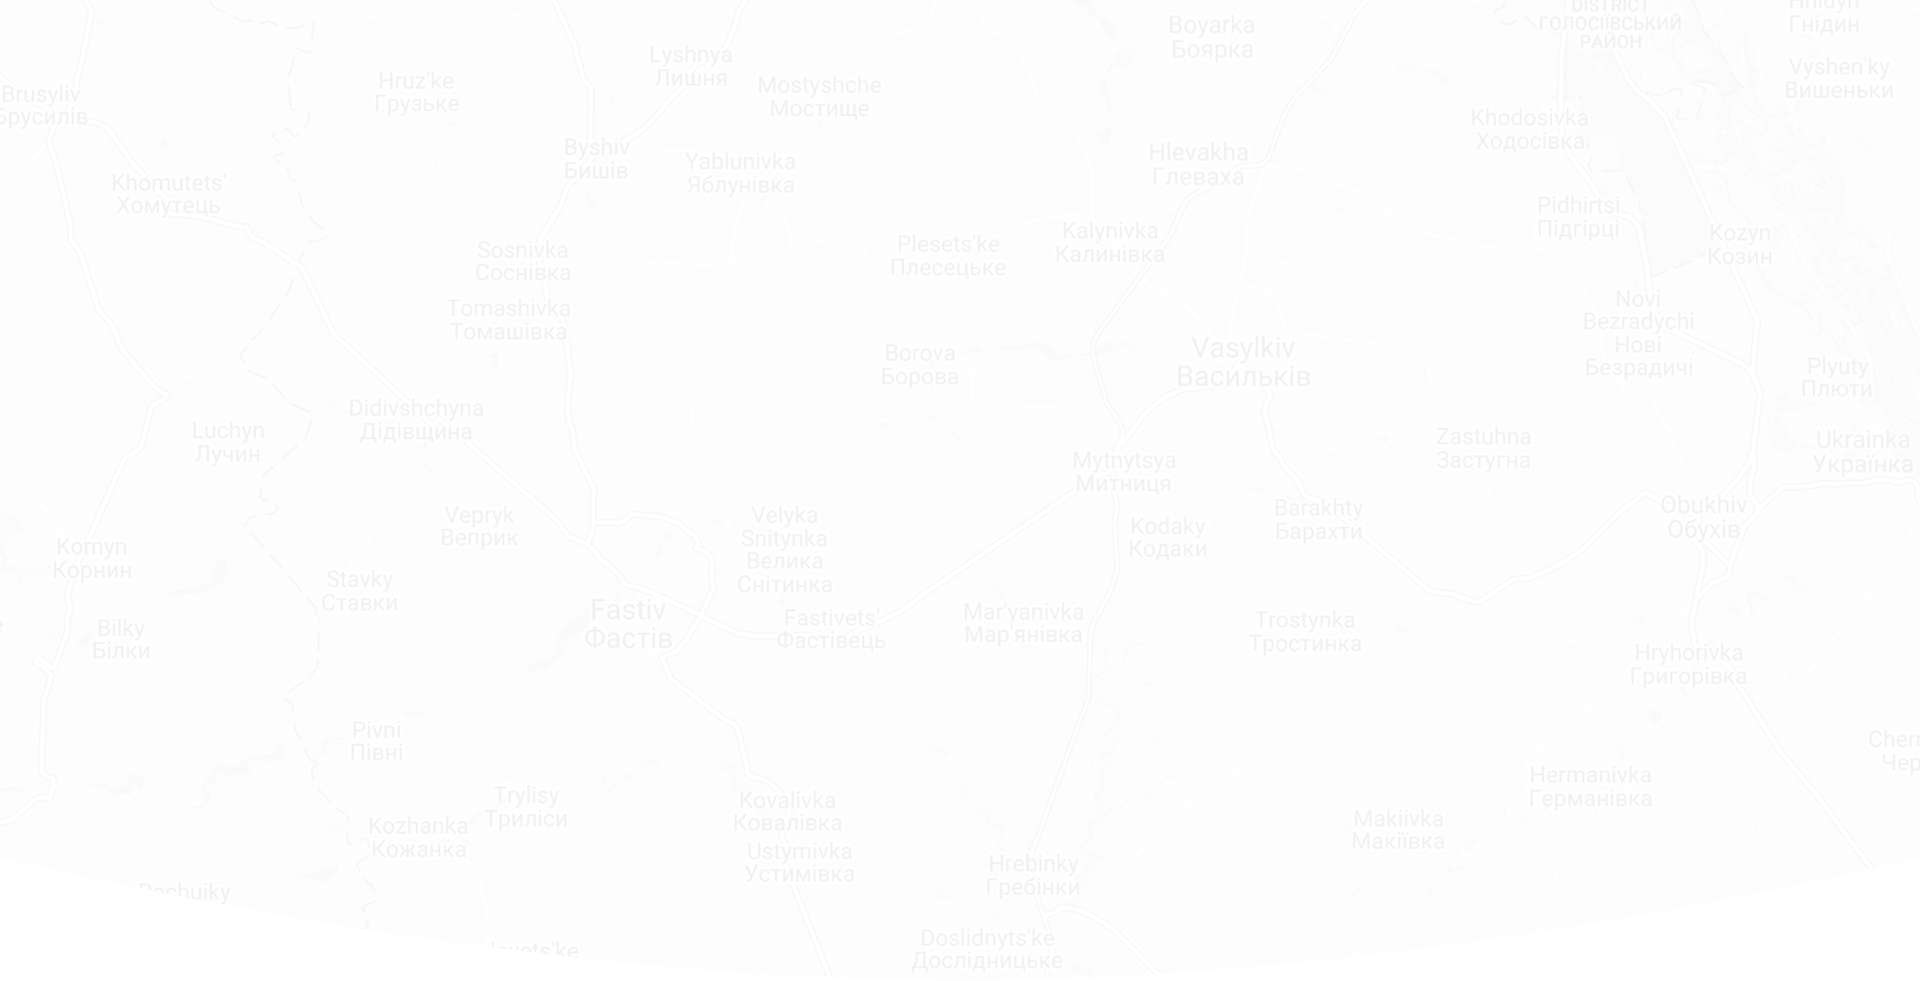 DISTRICT
ГОЛОСІЇВСЬКИЙ
РАЙОН
Гнідин
Boyarka
Боярка
Lyshnya
Лишня
Hruz'ke
Грузьке
Mostyshche
Мостище
Vyshen'ky
Вишеньки
Brusyliv
Брусилів
Khodosivka
Ходосівка
Byshiv
Бишів
Yablunivka
Яблунівка
Hlevakha
Глеваха
Khomutets'
Хомутець
Pidhirtsi
Підгірці
Kalynivka
Калинівка
Kozyn
Козин
Plesets'ke
Плесецьке
Sosnivka
Соснівка
Tomashivka
Томашівка
Novi
Bezradychi
Нові
Безрадичі
Vasylkiv
Васильків
Borova
Борова
Plyuty
Плюти
Didivshchyna
Дідівщина
Luchyn
Лучин
Zastuhna
Застугна
Ukrainka
Українка
Mytnytsya
Митниця
Obukhiv
Обухів
Barakhty
Барахти
Vepryk
Веприк
Velyka
Snitynka
Велика
Снітинка
Kodaky
Кодаки
Kornyn
Корнин
Stavky
Ставки
Fastiv
Фастів
Fastivets'
Фастівець
Mar'yanivka
Мар'янівка
Trostynka
Тростинка
Bilky
Білки
Hryhorivka
Григорівка
Pivni
Півні
Cherr
Чер
Hermanivka
Германівка
Trylisy
Триліси
Kovalivka
Ковалівка
Makiivka
Макіївка
Kozhanka
Кожанка
Ustymivka
Устимівка
Hrebinky
Гребінки
Pochuiky
Doslidnyts'ke
Дослідницьке